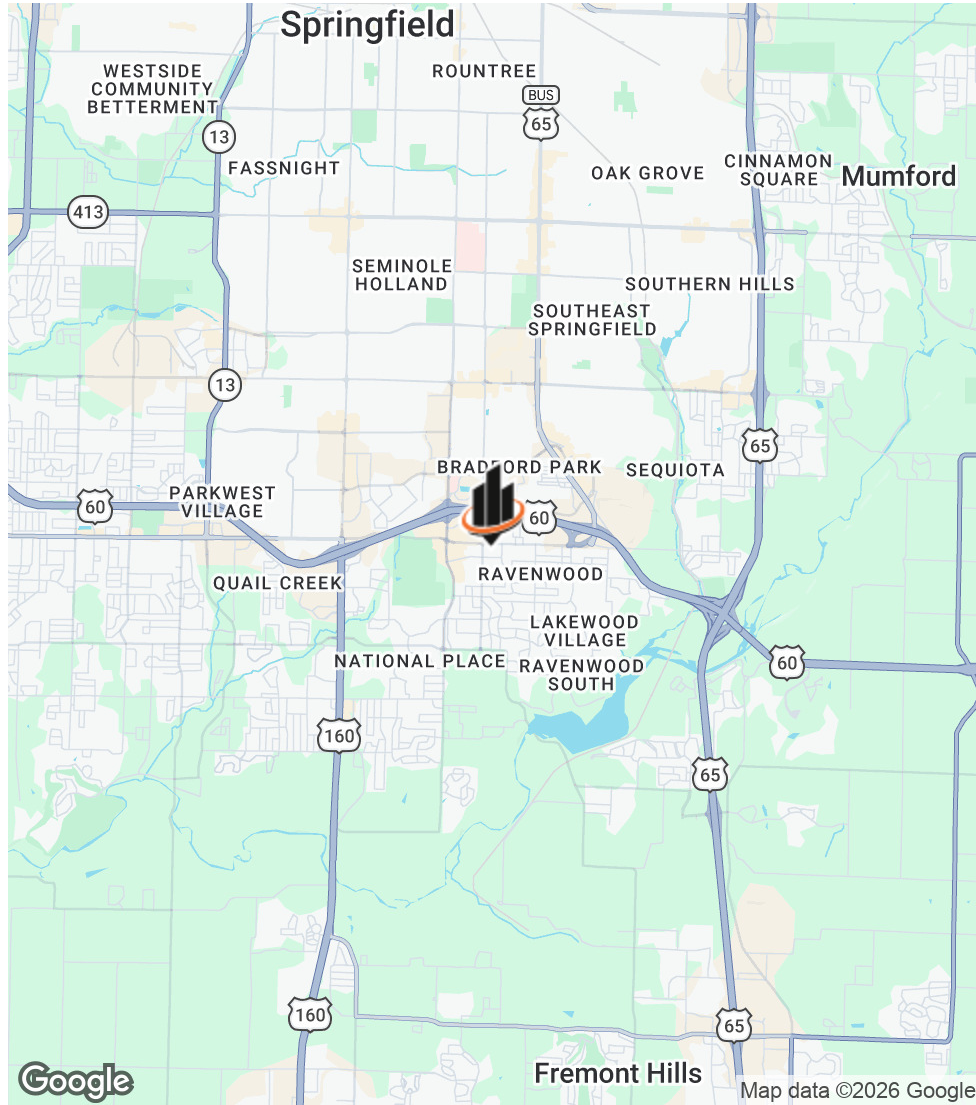 Springfield
ROUNTREE
WESTSIDE
COMMUNITY
BETTERMENT
BUS
65
13
FASSNIGHT
OAK GROVE
CINNAMON
SQUARE
Mumford
413
SEMINOLE
HOLLAND
SOUTHERN HILLS
SOUTHEAST
SPRINGFIELD
13
65
BRADFORD PARK
SEQUIOTA
PARKWEST
VILLAGE
60
60
RAVENWOOD
QUAIL CREEK
LAKEWOOD
VILLAGE
NATIONAL PLACE
RAVENWOOD
SOUTH
60
160
65
160
65
Fremont Hills
Google
Map data ©2026 Google